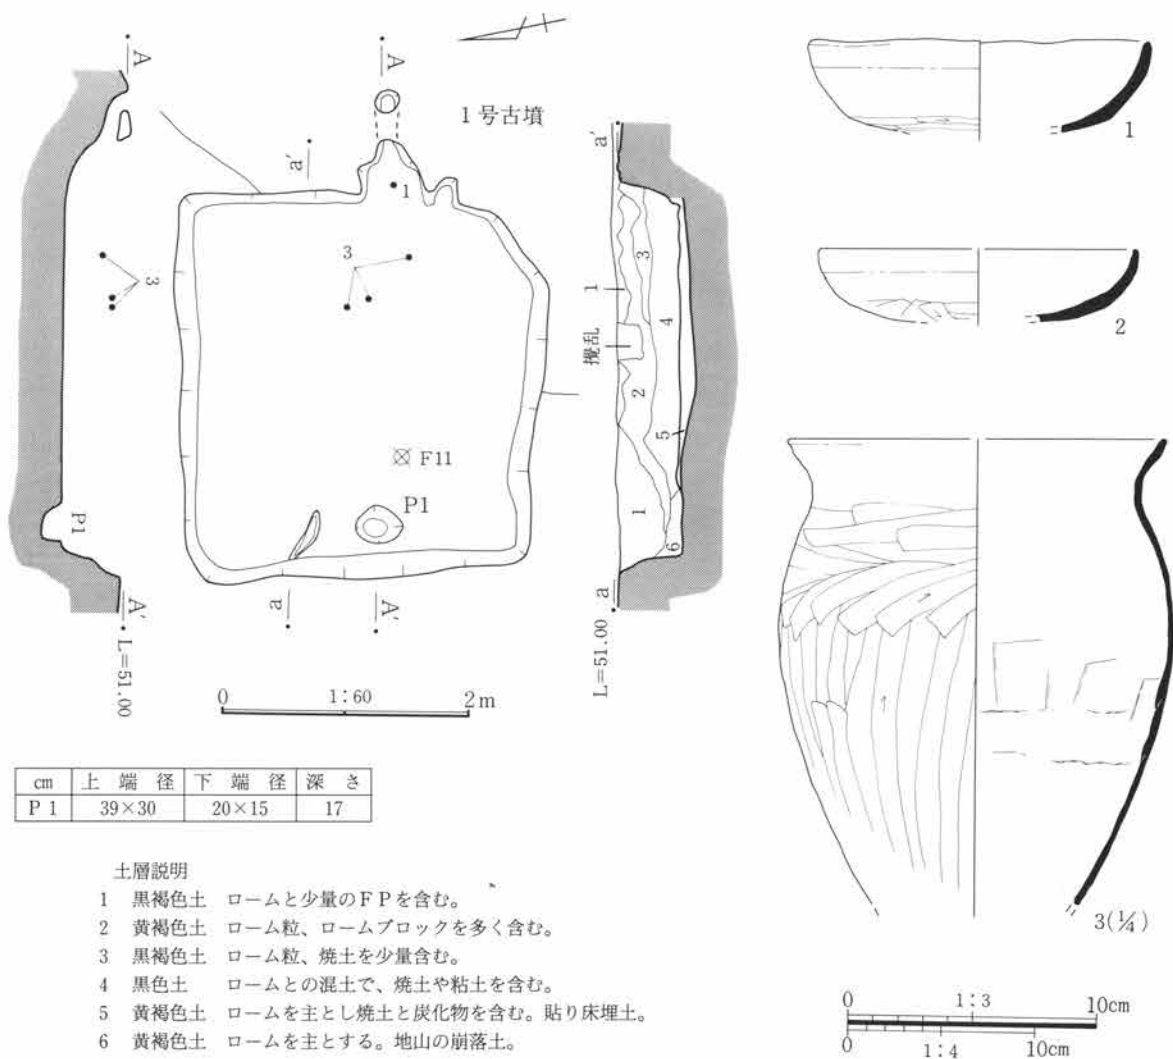 A
A
1号古墳
a'
1
3
3
F11
P1
P1
a
A'
A'
L=51.00
0 1:60 2m
a'
1
3
4
攪乱
2
5
1
6
a
L=51.00
1
2
3(¼)
cm 上端径 下端径 深さ
P1 39×30 20×15 17
土層説明
1 黒褐色土 ロームと少量のFPを含む。
2 黄褐色土 ローム粒、ロームブロックを多く含む。
3 黒褐色土 ローム粒、焼土を少量含む。
4 黒色土 ロームとの混土で、焼土や粘土を含む。
5 黄褐色土 ロームを主とし焼土と炭化物を含む。貼り床埋土。
6 黄褐色土 ロームを主とする。地山の崩落土。
0 1:3 10cm
0 1:4 10cm